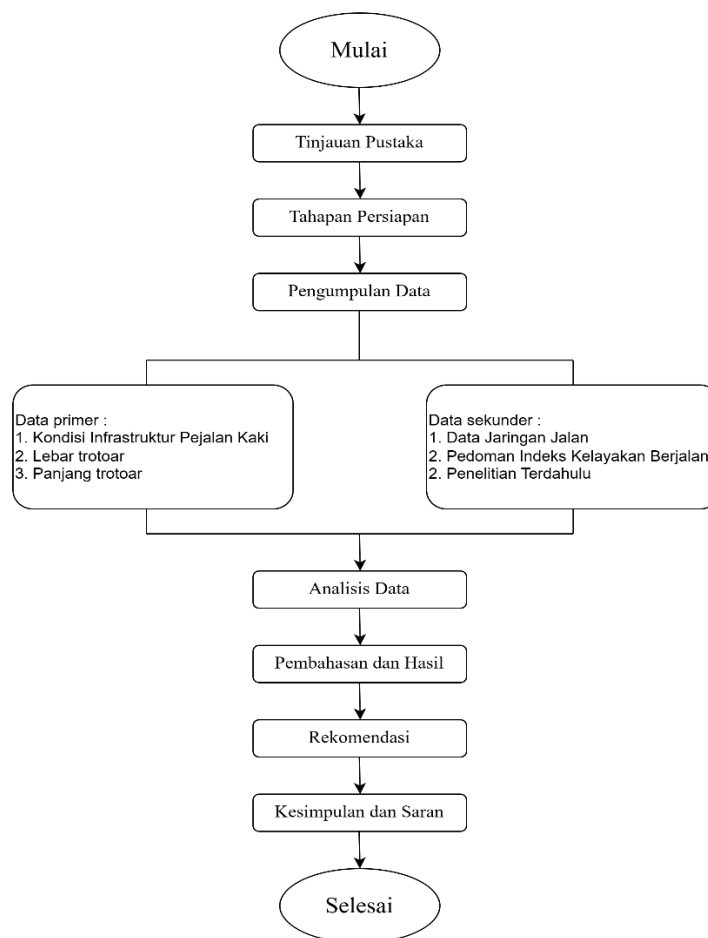 Mulai
Tinjauan Pustaka
Tahapan Persiapan
Pengumpulan Data
Data primer :
1. Kondisi Infrastruktur Pejalan Kaki
2. Lebar trotoar
3. Panjang trotoar
Data sekunder :
1. Data Jaringan Jalan
2. Pedoman Indeks Kelayakan Berjalan
2. Penelitian Terdahulu
Analisis Data
Pembahasan dan Hasil
Rekomendasi
Kesimpulan dan Saran
Selesai